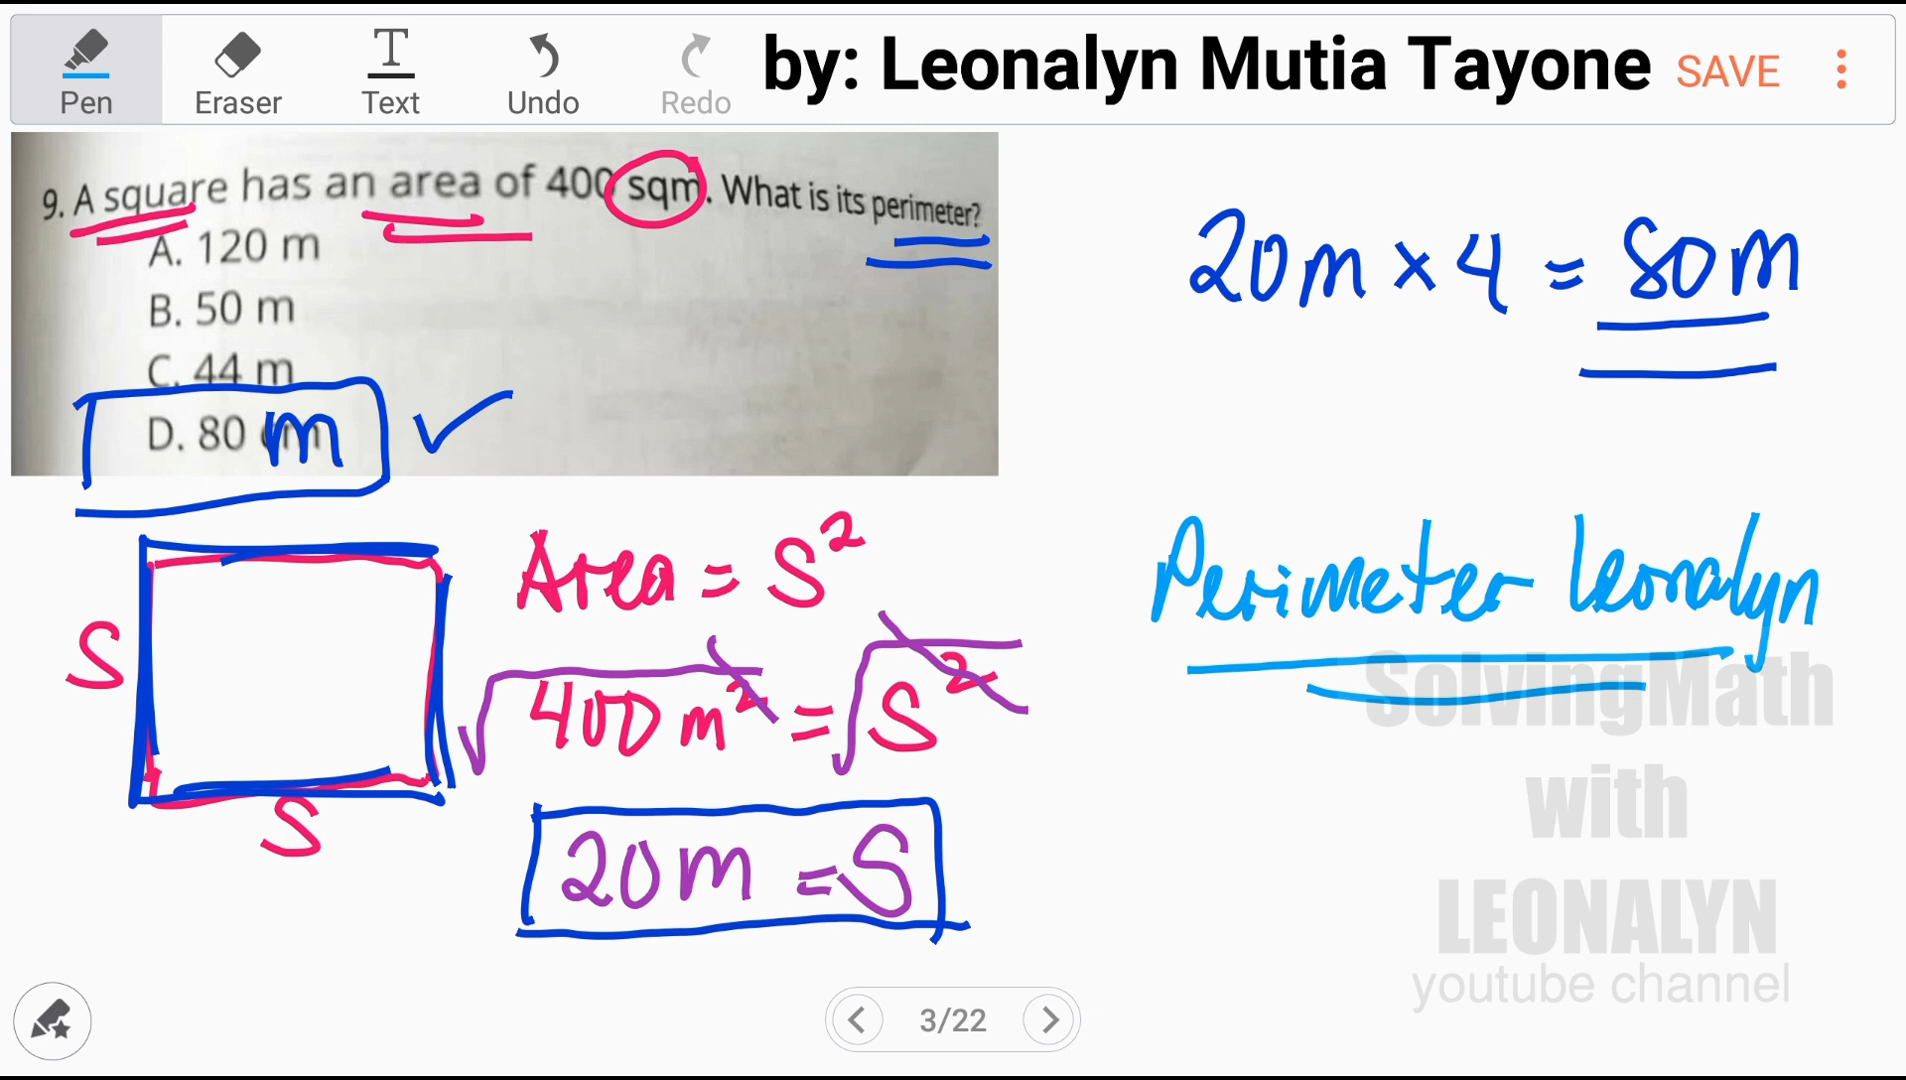 Pen
Eraser
Text
Undo
Redo
by: Leonalyn Mutia Tayone
SAVE
9. A square has an area of 400 sqm. What is its perimeter?
A. 120 m
B. 50 m
C. 44 m
D. 80 m
20m × 4 = 80m
Area = S²
√400 m² = √S²
20m = S
S
S
Perimeter Leonalyn
SolvingMath
with
LEONALYN
youtube channel
3/22